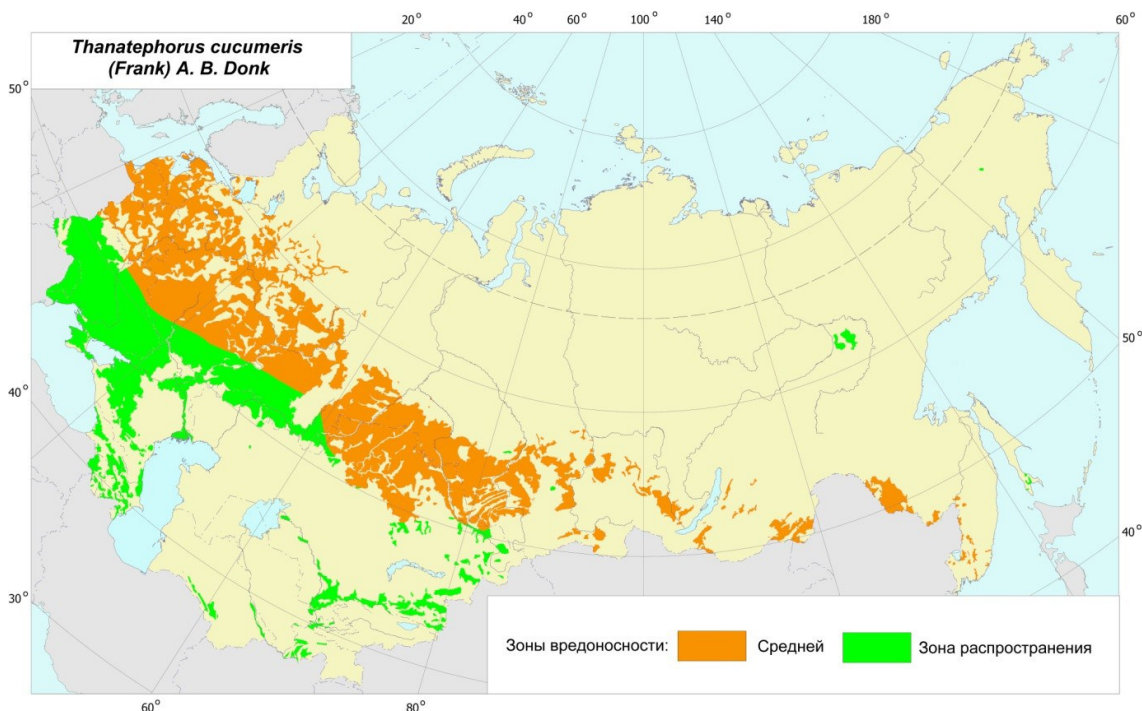 20° 40° 60° 100° 140° 180° 60°
Thanatephorus cucumeris
(Frank) A. B. Donk
50°
50°
40°
40°
30°
Зоны вредоносности: Средней Зона распространения
60° 80°